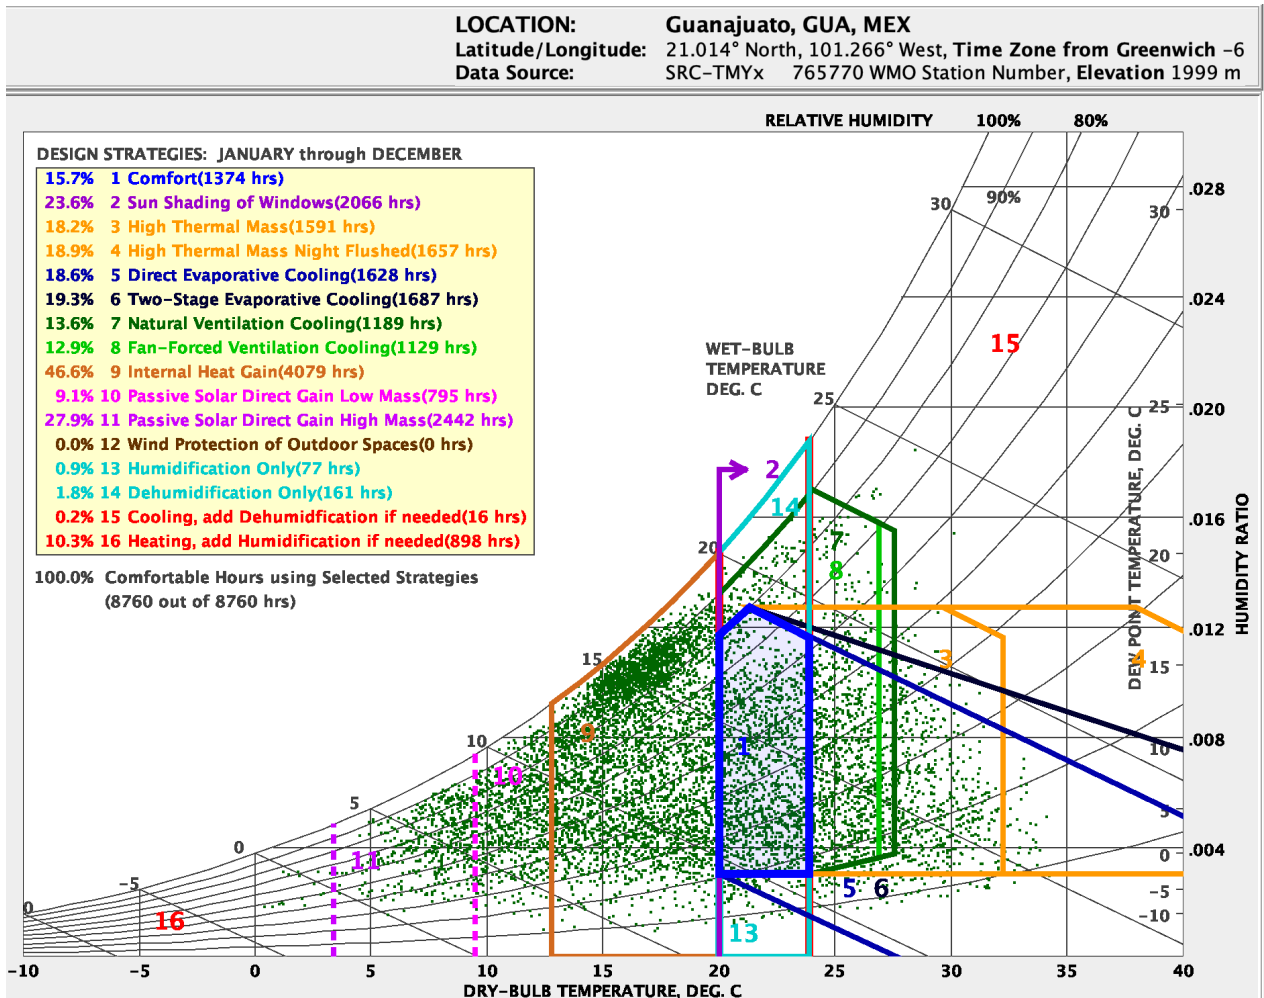 LOCATION: Guanajuato, GUA, MEX
Latitude/Longitude: 21.014° North, 101.266° West, Time Zone from Greenwich −6
Data Source: SRC−TMYx 765770 WMO Station Number, Elevation 1999 m
RELATIVE HUMIDITY 100% 80%
DESIGN STRATEGIES: JANUARY through DECEMBER
15.7% 1 Comfort(1374 hrs)
23.6% 2 Sun Shading of Windows(2066 hrs)
18.2% 3 High Thermal Mass(1591 hrs)
18.9% 4 High Thermal Mass Night Flushed(1657 hrs)
18.6% 5 Direct Evaporative Cooling(1628 hrs)
19.3% 6 Two−Stage Evaporative Cooling(1687 hrs)
13.6% 7 Natural Ventilation Cooling(1189 hrs)
12.9% 8 Fan−Forced Ventilation Cooling(1129 hrs)
46.6% 9 Internal Heat Gain(4079 hrs)
9.1% 10 Passive Solar Direct Gain Low Mass(795 hrs)
27.9% 11 Passive Solar Direct Gain High Mass(2442 hrs)
0.0% 12 Wind Protection of Outdoor Spaces(0 hrs)
0.9% 13 Humidification Only(77 hrs)
1.8% 14 Dehumidification Only(161 hrs)
0.2% 15 Cooling, add Dehumidfication if needed(16 hrs)
10.3% 16 Heating, add Humidification if needed(898 hrs)
100.0% Comfortable Hours using Selected Strategies
(8760 out of 8760 hrs)
90%
WET−BULB
TEMPERATURE
DEG. C
0
−5
0
5
10
15
20
25
30
1
2
3
4
5
6
7
8
9
10
11
13
14
15
16
30
25
20
15
10
5
0
−5
−10
DEW POINT TEMPERATURE, DEG. C
.028
.024
.020
.016
.012
.008
.004
HUMIDITY RATIO
−10 −5 0 5 10 15 20 25 30 35 40
DRY−BULB TEMPERATURE, DEG. C